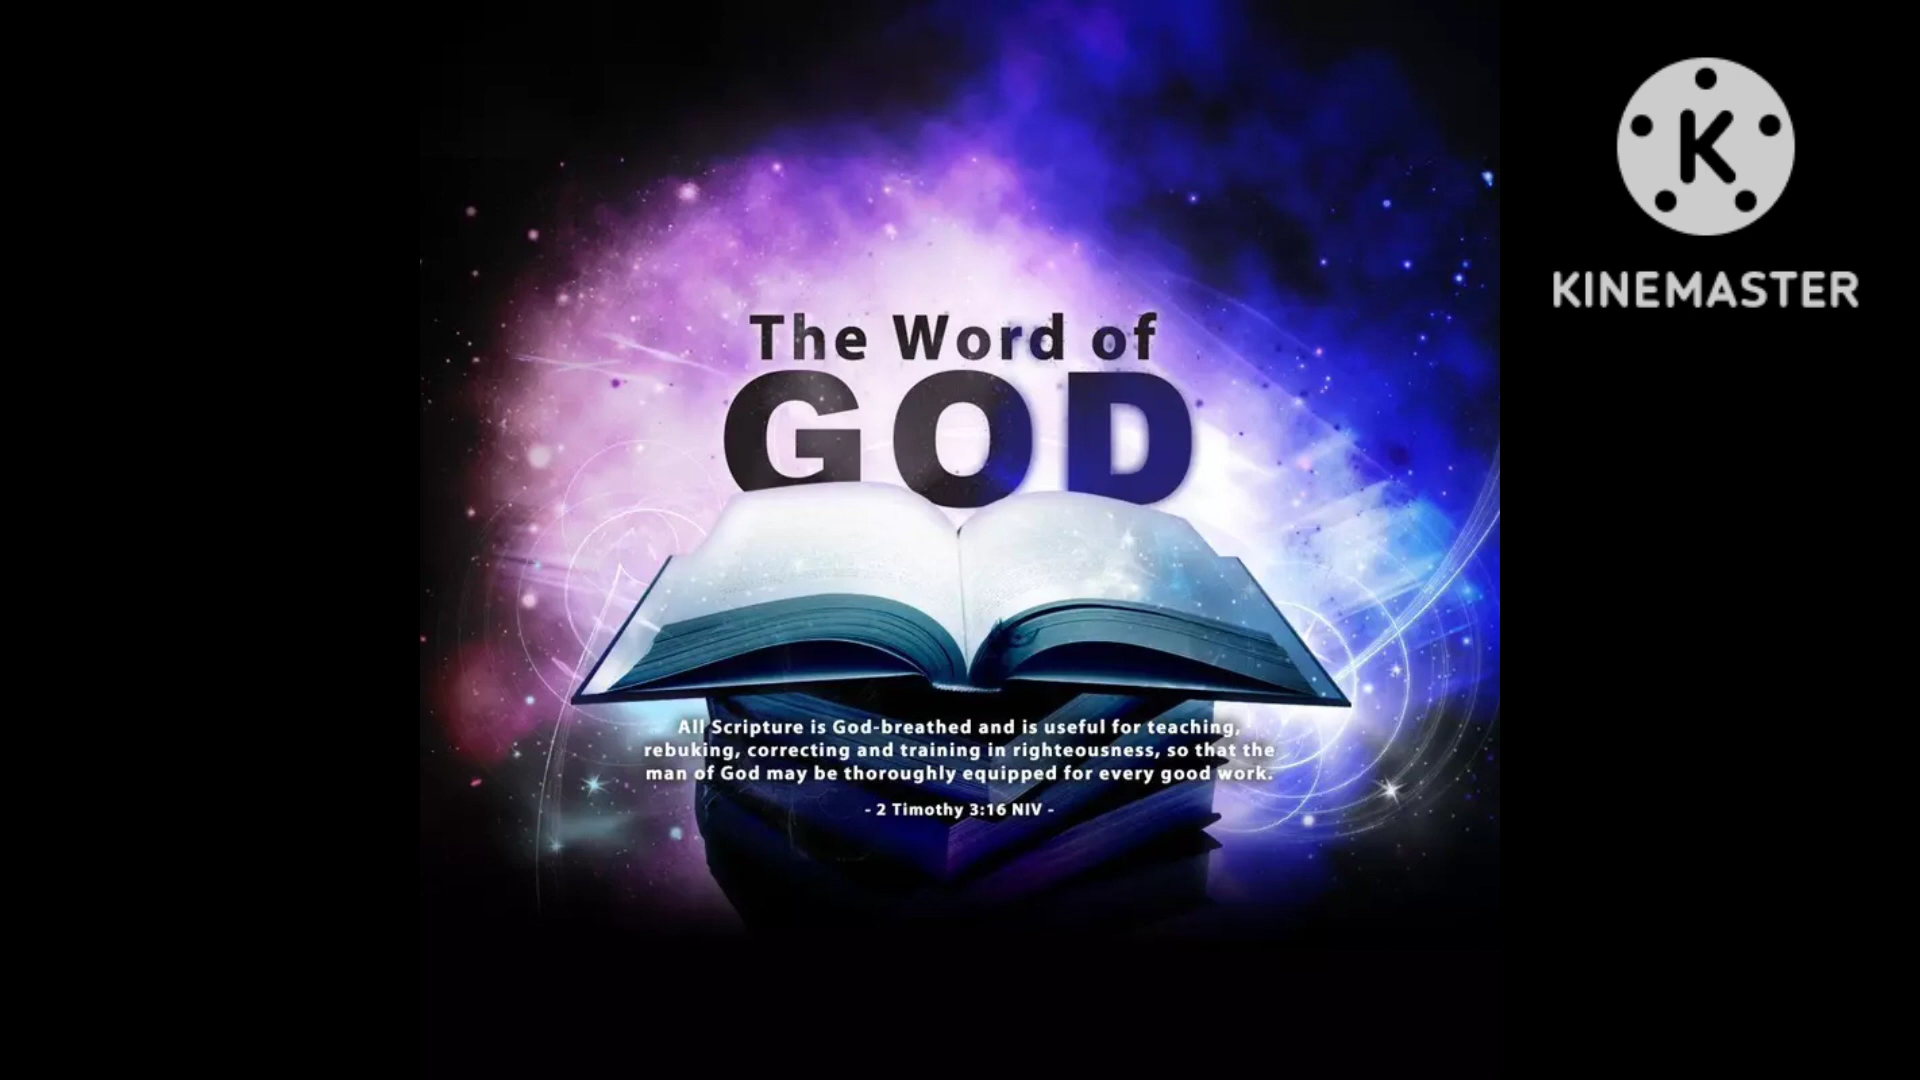 The Word of
GOD
All Scripture is God-breathed and is useful for teaching,
rebuking, correcting and training in righteousness, so that the
man of God may be thoroughly equipped for every good work.
- 2 Timothy 3:16 NIV -
K
KINEMASTER